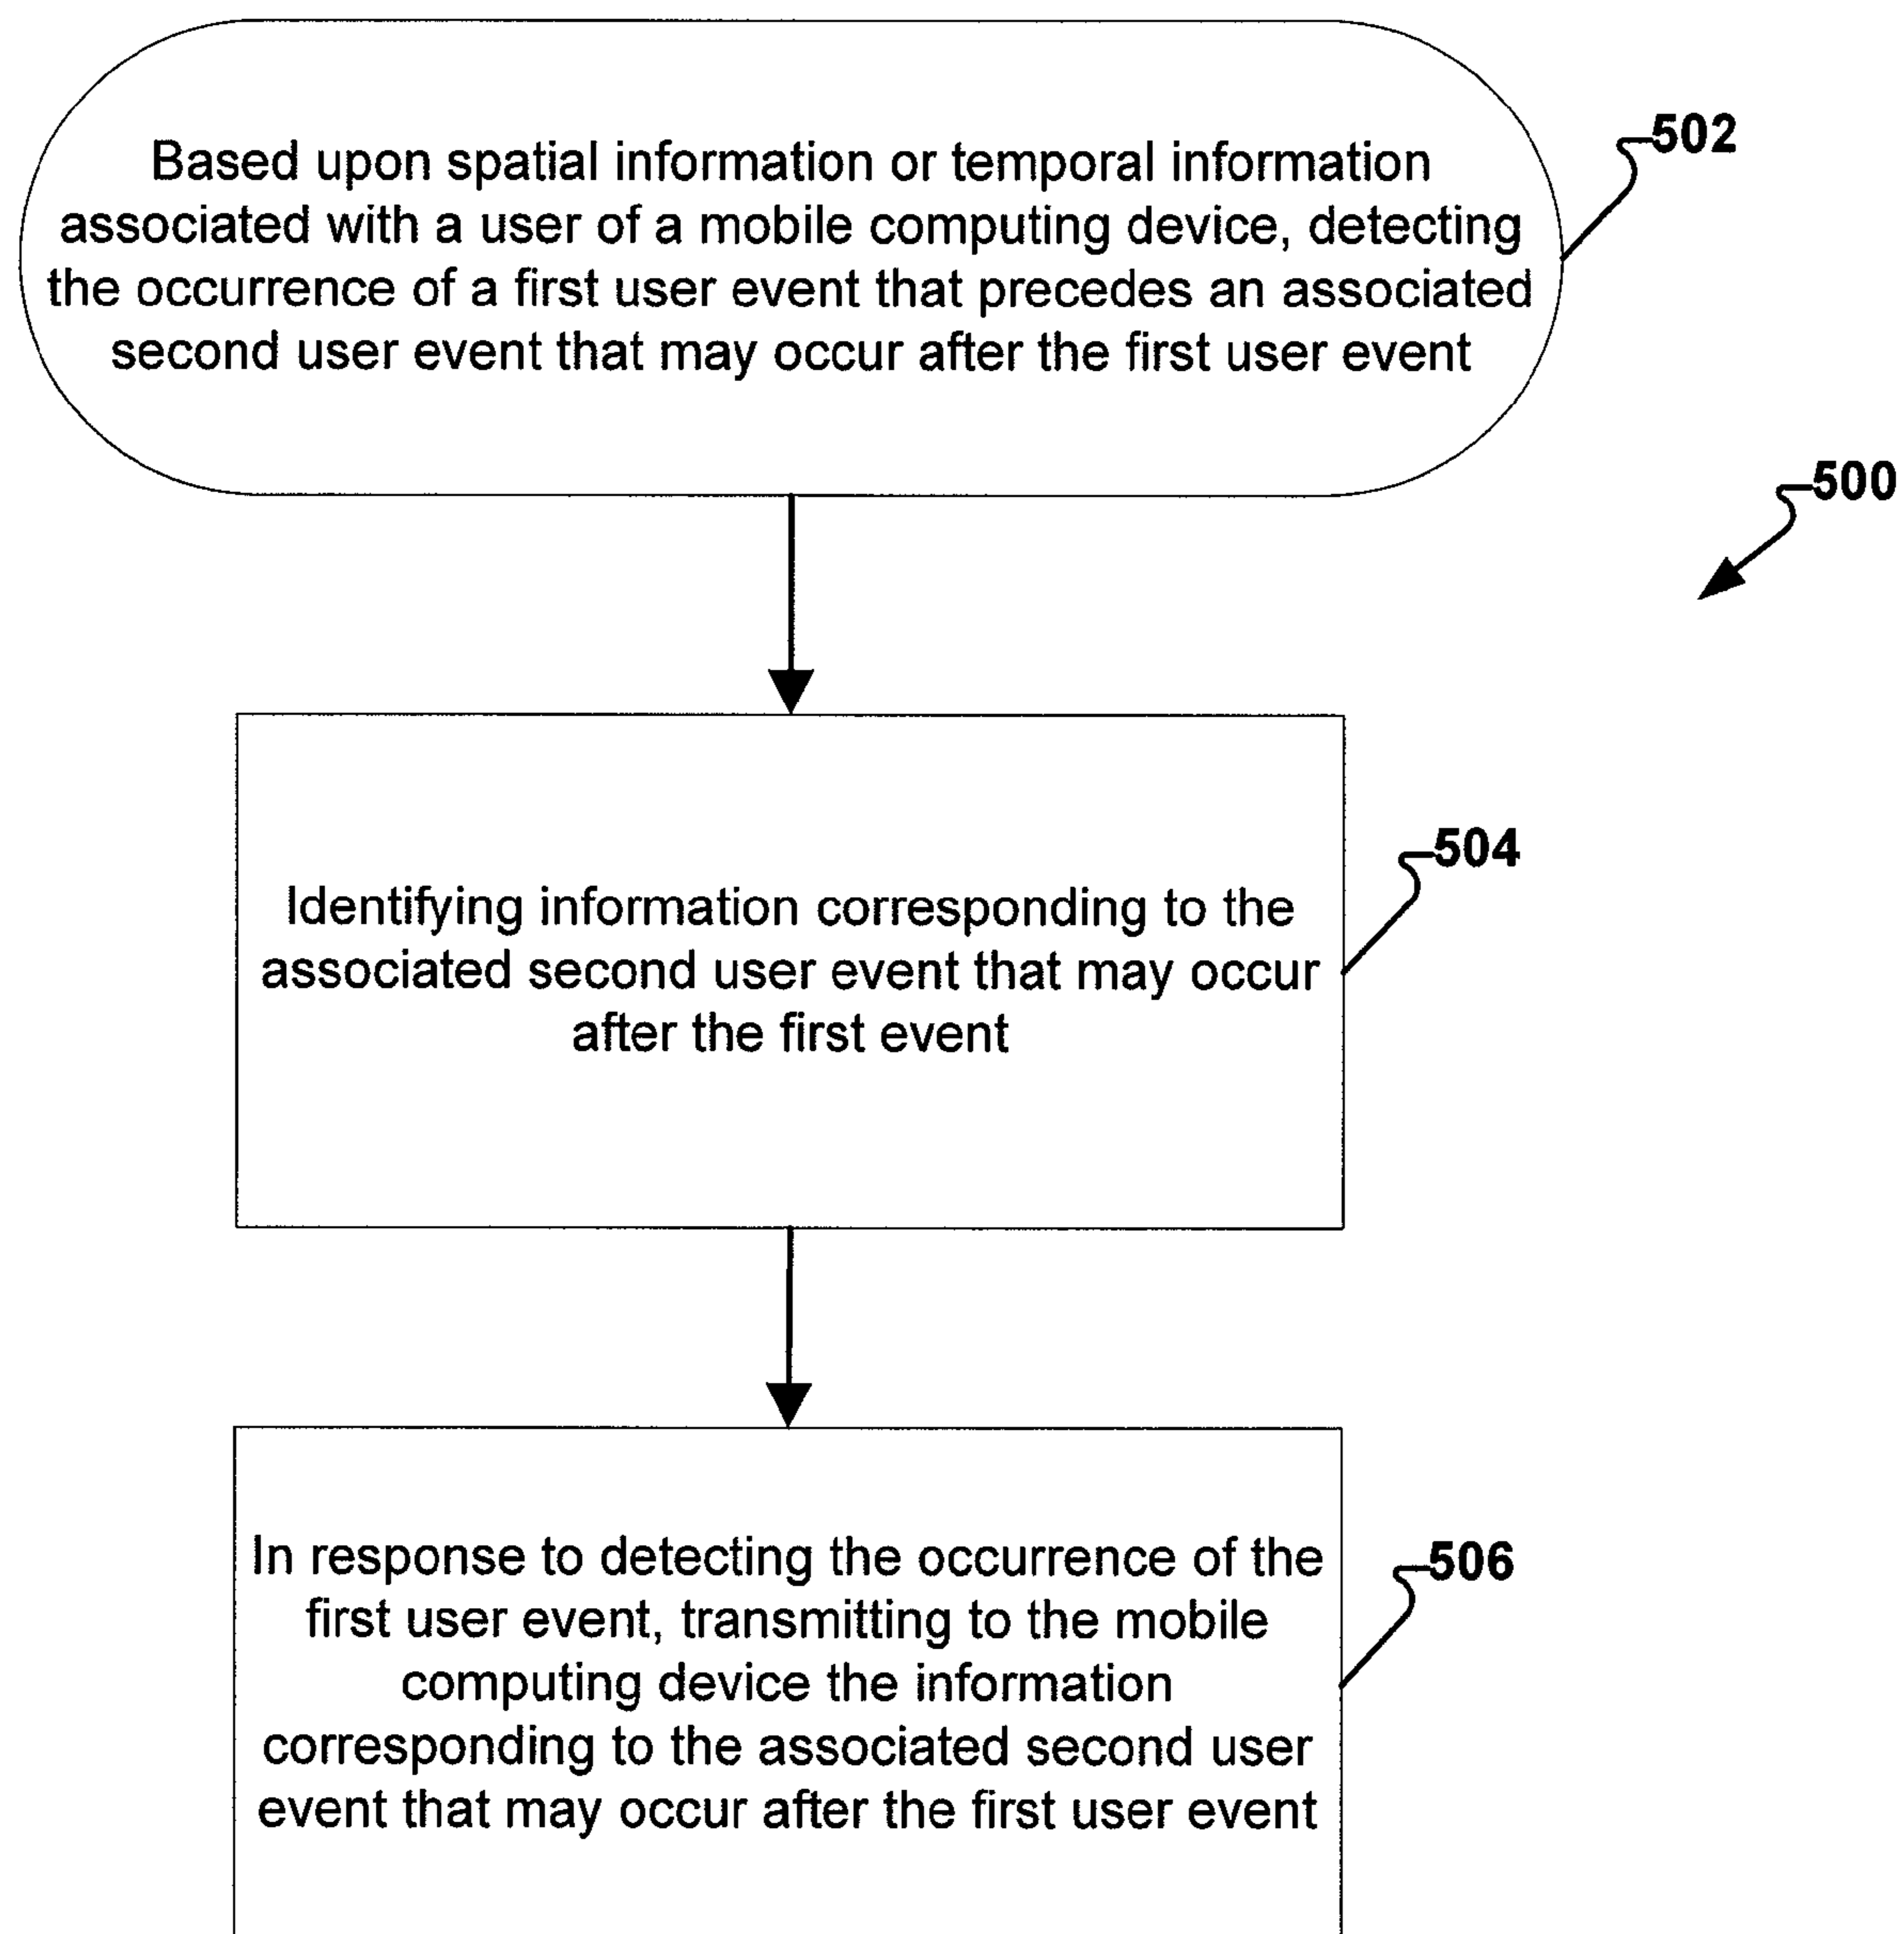 Based upon spatial information or temporal information
associated with a user of a mobile computing device, detecting
the occurrence of a first user event that precedes an associated
second user event that may occur after the first user event
502
500
Identifying information corresponding to the
associated second user event that may occur
after the first event
504
In response to detecting the occurrence of the
first user event, transmitting to the mobile
computing device the information
corresponding to the associated second user
event that may occur after the first user event
506